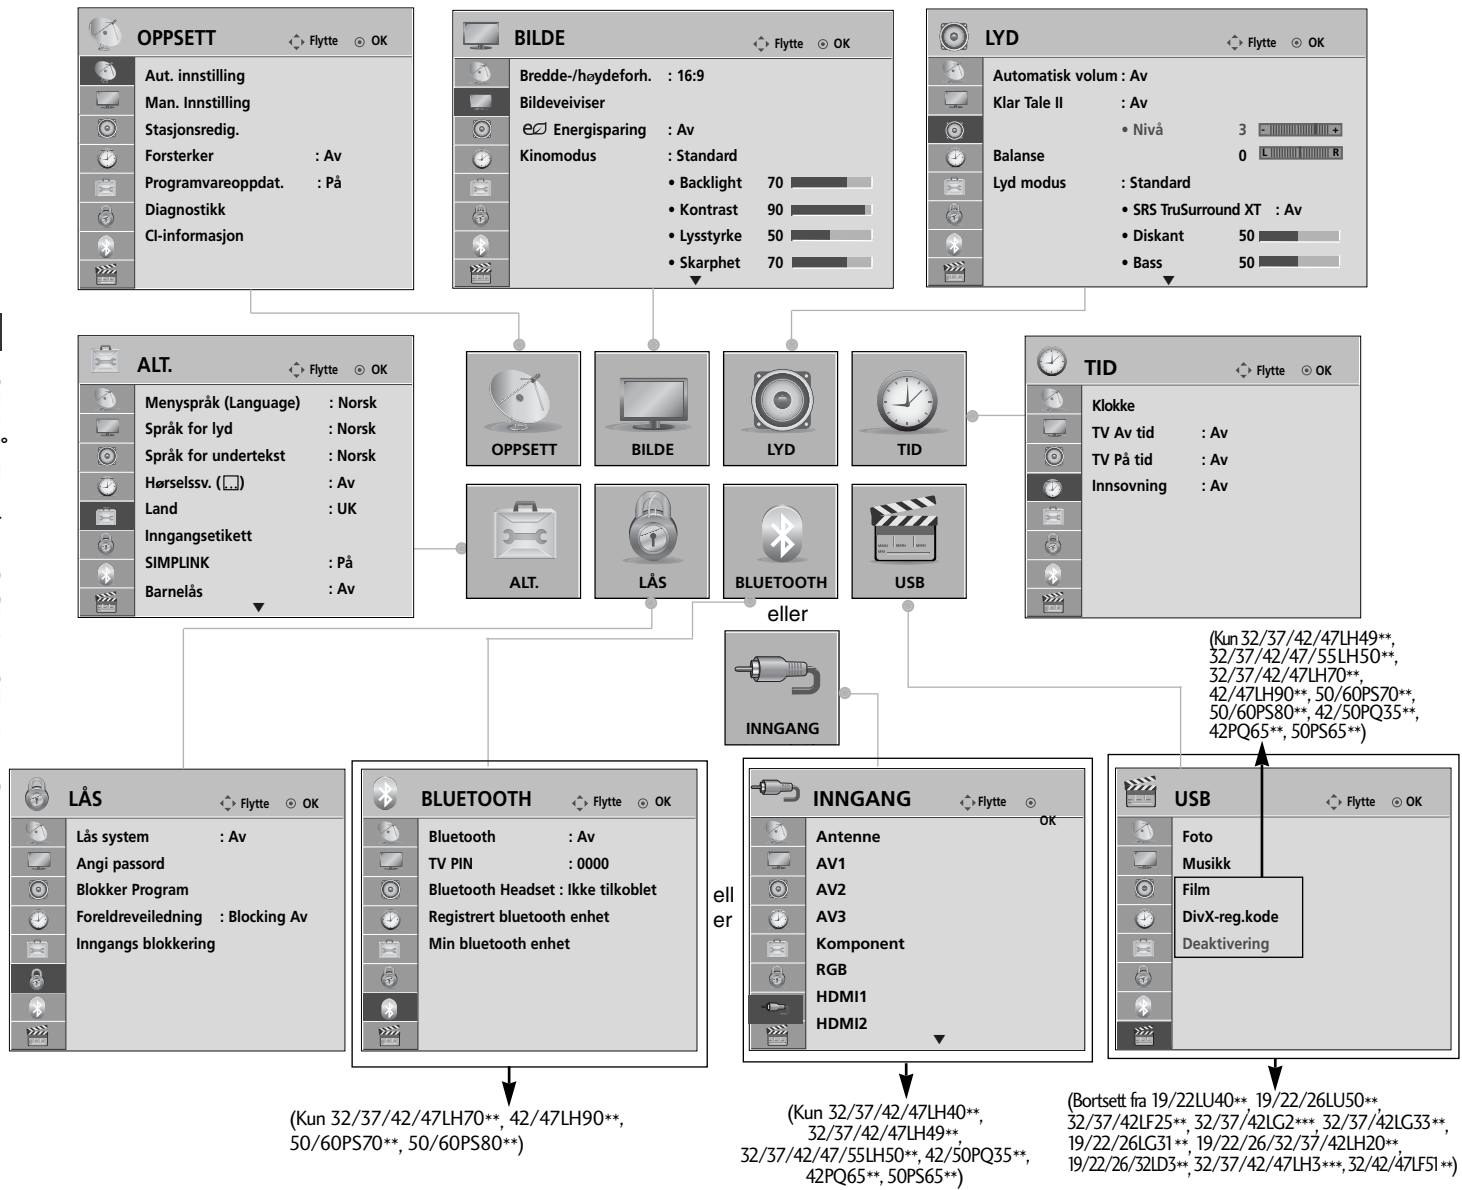 OPPSETT
Flytte OK
Aut. innstilling
Man. Innstilling
Stasjonsredig.
Forsterker : Av
Programvareoppdat. : På
Diagnostikk
CI-informasjon
BILDE
Flytte OK
Bredde-/høydeforh. : 16:9
Bildeveiviser
Energisparing : Av
Kinomodus : Standard
• Backlight 70
• Kontrast 90
• Lysstyrke 50
• Skarphet 70
LYD
Flytte OK
Automatisk volum : Av
Klar Tale II : Av
• Nivå 3 - +
Balanse 0 L R
Lyd modus : Standard
• SRS TruSurround XT : Av
• Diskant 50
• Bass 50
ALT.
Flytte OK
Menyspråk (Language) : Norsk
Språk for lyd : Norsk
Språk for undertekst : Norsk
Hørselssv. ( ) : Av
Land : UK
Inngangsetikett
SIMPLINK : På
Barnelås : Av
OPPSETT
BILDE
LYD
TID
ALT.
LÅS
BLUETOOTH
USB
eller
INNGANG
TID
Flytte OK
Klokke
TV Av tid : Av
TV På tid : Av
Innsovning : Av
(Kun 32/37/42/47LH49**,
32/37/42/47/55LH50**,
32/37/42/47LH70**,
42/47LH90**, 50/60PS70**,
50/60PS80**, 42/50PQ35**,
42PQ65**, 50PS65**)
LÅS
Flytte OK
Lås system : Av
Angi passord
Blokker Program
Foreldreveiledning : Blocking Av
Inngangs blokkering
BLUETOOTH
Flytte OK
Bluetooth : Av
TV PIN : 0000
Bluetooth Headset : Ikke tilkoblet
Registrert bluetooth enhet
Min bluetooth enhet
ell
er
INNGANG
Flytte
OK
Antenne
AV1
AV2
AV3
Komponent
RGB
HDMI1
HDMI2
USB
Flytte OK
Foto
Musikk
Film
DivX-reg.kode
Deaktivering
(Kun 32/37/42/47LH70**, 42/47LH90**,
50/60PS70**, 50/60PS80**)
(Kun 32/37/42/47LH40**,
32/37/42/47LH49**,
32/37/42/47/55LH50**, 42/50PQ35**,
42PQ65**, 50PS65**)
(Bortsett fra 19/22LU40**, 19/22/26LU50**,
32/37/42LF25**, 32/37/42LG2***, 32/37/42LG33**,
19/22/26LG31**, 19/22/26/32/37/42LH20**,
19/22/26/32LD3**, 32/37/42/47LH3***, 32/42/47LF51**)